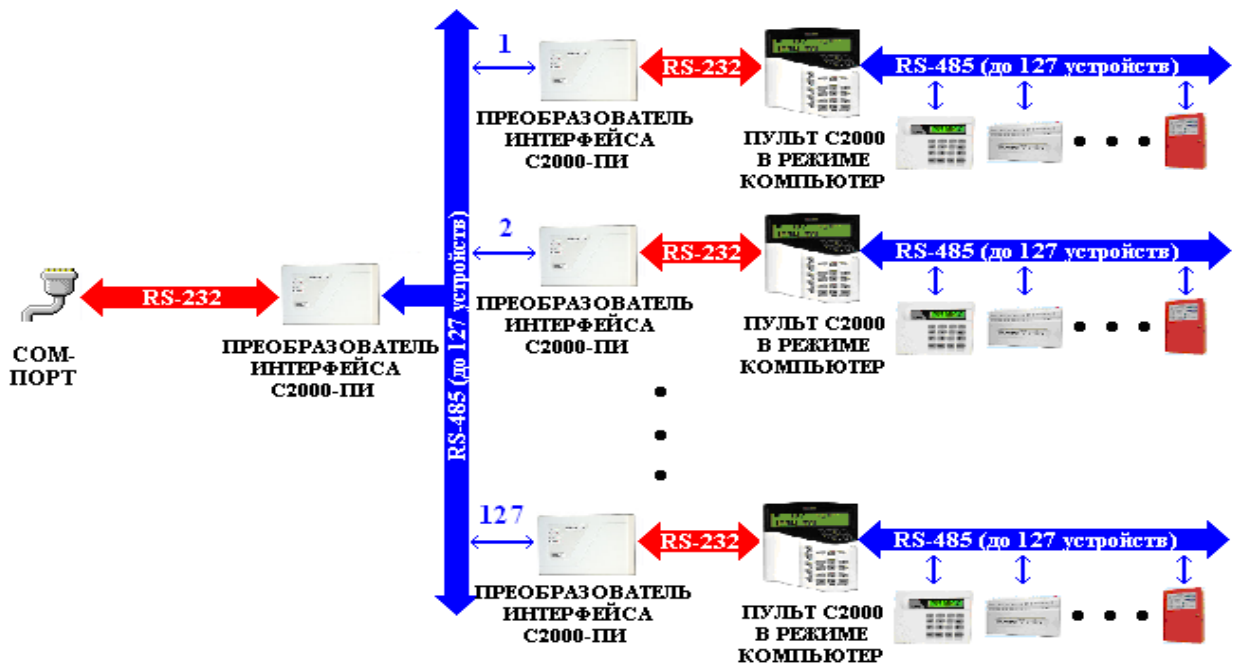 1
RS-232
RS-485 (до 127 устройств)
ПРЕОБРАЗОВАТЕЛЬ
ИНТЕРФЕЙСА
С2000-ПИ
ПУЛЬТ С2000
В РЕЖИМЕ
КОМПЬЮТЕР
RS-485 (до 127 устройств)
2
RS-232
RS-485 (до 127 устройств)
ПРЕОБРАЗОВАТЕЛЬ
ИНТЕРФЕЙСА
С2000-ПИ
ПУЛЬТ С2000
В РЕЖИМЕ
КОМПЬЮТЕР
RS-232
COM-
ПОРТ
ПРЕОБРАЗОВАТЕЛЬ
ИНТЕРФЕЙСА
С2000-ПИ
127
RS-232
RS-485 (до 127 устройств)
ПРЕОБРАЗОВАТЕЛЬ
ИНТЕРФЕЙСА
С2000-ПИ
ПУЛЬТ С2000
В РЕЖИМЕ
КОМПЬЮТЕР